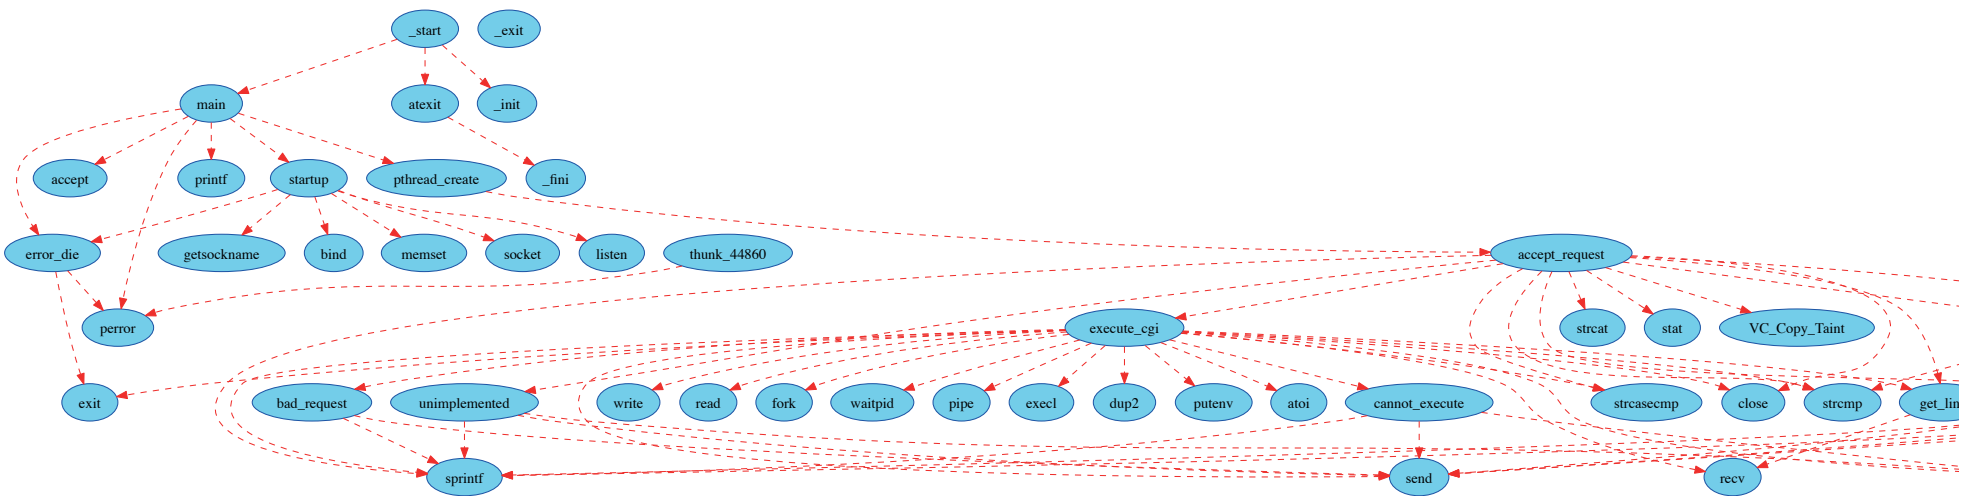 _start
_exit
main
atexit
_init
accept
printf
startup
pthread_create
_fini
error_die
getsockname
bind
memset
socket
listen
thunk_44860
accept_request
perror
execute_cgi
strcat
stat
VC_Copy_Taint
exit
bad_request
unimplemented
write
read
fork
waitpid
pipe
execl
dup2
putenv
atoi
cannot_execute
strcasecmp
close
strcmp
get_lin
sprintf
send
recv